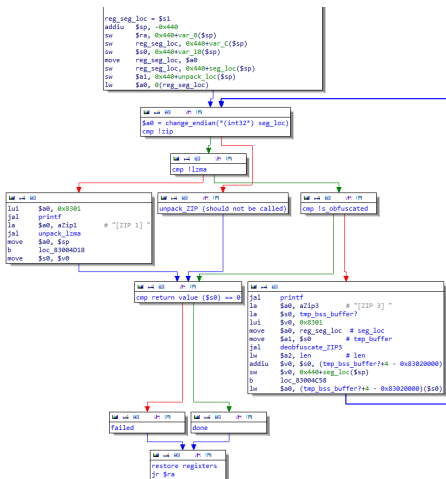 reg_seg_loc = $s1
addiu $sp, -0x440
sw $ra, 0x440+var_8($sp)
sw reg_seg_loc, 0x440+var_C($sp)
sw $s0, 0x440+var_10($sp)
move reg_seg_loc, $a0
sw reg_seg_loc, 0x440+seg_loc($sp)
sw $a1, 0x440+unpack_loc($sp)
lw $a0, 0(reg_seg_loc)
$a0 = change_endian(*(int32*) seg_loc)
cmp !zip
cmp !lzma
lui $a0, 0x8301
jal printf
la $a0, aZip1 # "[ZIP 1] "
jal unpack_lzma
move $a0, $sp
b loc_83004D18
move $s0, $v0
unpack_ZIP (should not be called)
cmp !s_obfuscated
cmp return value ($s0) == 0
jal printf
la $a0, aZip3 # "[ZIP 3] "
la $s0, tmp_bss_buffer?
lui $v0, 0x8301
move $a0, reg_seg_loc # seg_loc
move $a1, $s0 # tmp_buffer
jal deobfuscate_ZIP3
lw $a2, len # len
addiu $v0, $s0, (tmp_bss_buffer?+4 - 0x83020000)
sw $v0, 0x440+seg_loc($sp)
b loc_83004C58
lw $a0, (tmp_bss_buffer?+4 - 0x83020000)($s0)
failed
done
restore registers
jr $ra